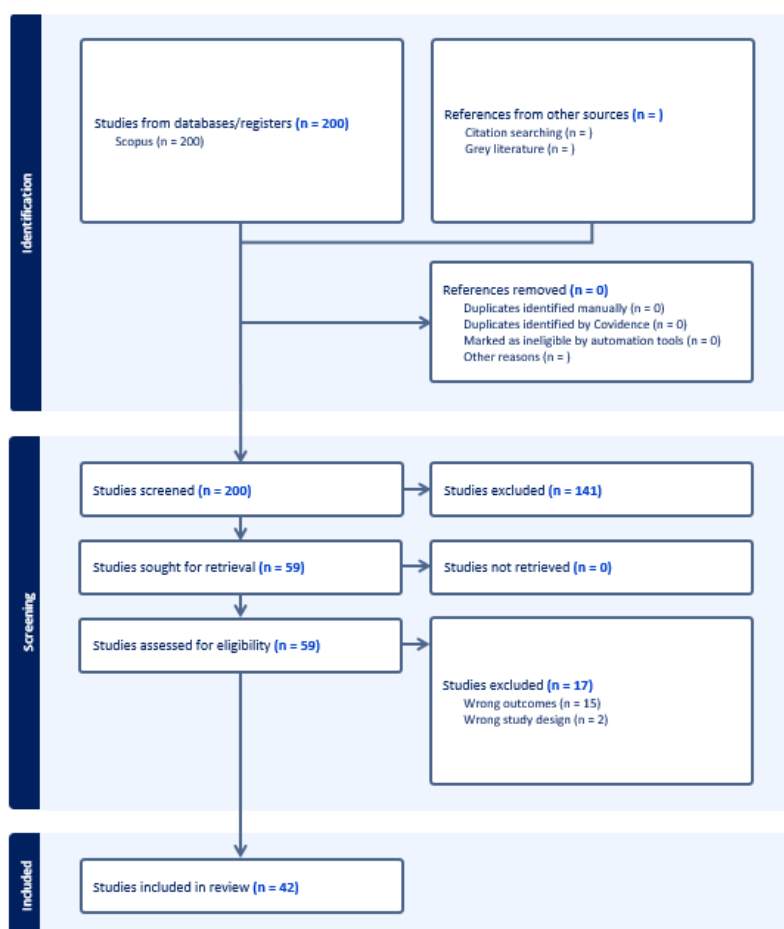 Identification
Studies from databases/registers (n = 200)
Scopus (n = 200)
References from other sources (n = )
Citation searching (n = )
Grey literature (n = )
References removed (n = 0)
Duplicates identified manually (n = 0)
Duplicates identified by Covidence (n = 0)
Marked as ineligible by automation tools (n = 0)
Other reasons (n = )
Screening
Studies screened (n = 200)
Studies excluded (n = 141)
Studies sought for retrieval (n = 59)
Studies not retrieved (n = 0)
Studies assessed for eligibility (n = 59)
Studies excluded (n = 17)
Wrong outcomes (n = 15)
Wrong study design (n = 2)
Included
Studies included in review (n = 42)